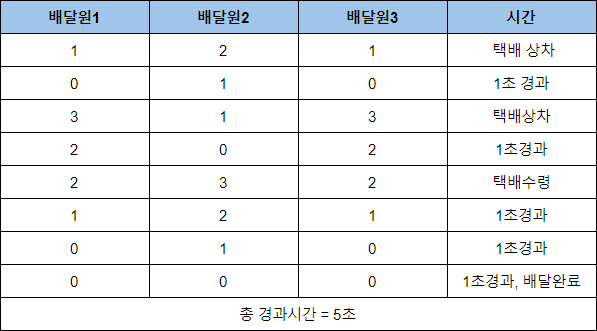 배달원1 배달원2 배달원3 시간
1 2 1 택배 상차
0 1 0 1초 경과
3 1 3 택배상차
2 0 2 1초경과
2 3 2 택배수령
1 2 1 1초경과
0 1 0 1초경과
0 0 0 1초경과, 배달완료
총 경과시간 = 5초